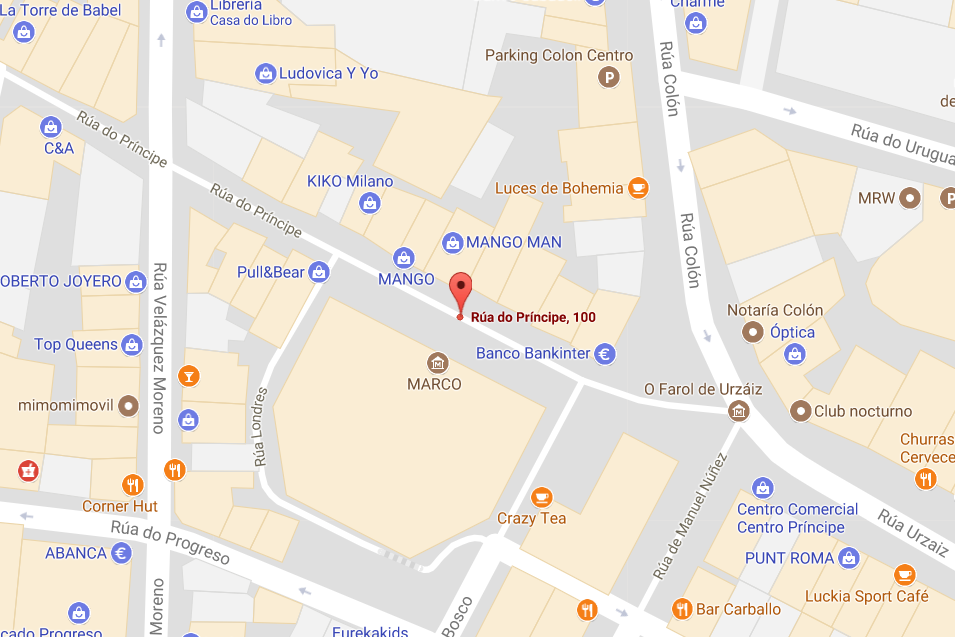 La Torre de Babel
Librería
Casa do Libro
Charme
Ludovica Y Yo
Parking Colon Centro
P
Rúa Colón
Rúa do Príncipe
C&A
de
Rúa do Urugua
KIKO Milano
Luces de Bohemia
MRW
P
Rúa do Príncipe
MANGO MAN
Rúa Colón
Pull&Bear
MANGO
OBERTO JOYERO
Rúa Velázquez Moreno
Rúa do Príncipe, 100
Notaría Colón
Óptica
Top Queens
Banco Bankinter
€
MARCO
O Farol de Urzáiz
mimomimovil
Club nocturno
Rúa Londres
Churras
Cervece
Corner Hut
Crazy Tea
Rúa de Manuel Núñez
Centro Comercial
Centro Príncipe
Rúa Urzaiz
Rúa do Progreso
ABANCA
€
PUNT ROMA
Luckia Sport Café
Moreno
Bosco
Bar Carballo
cado Progreso
Eurekakids